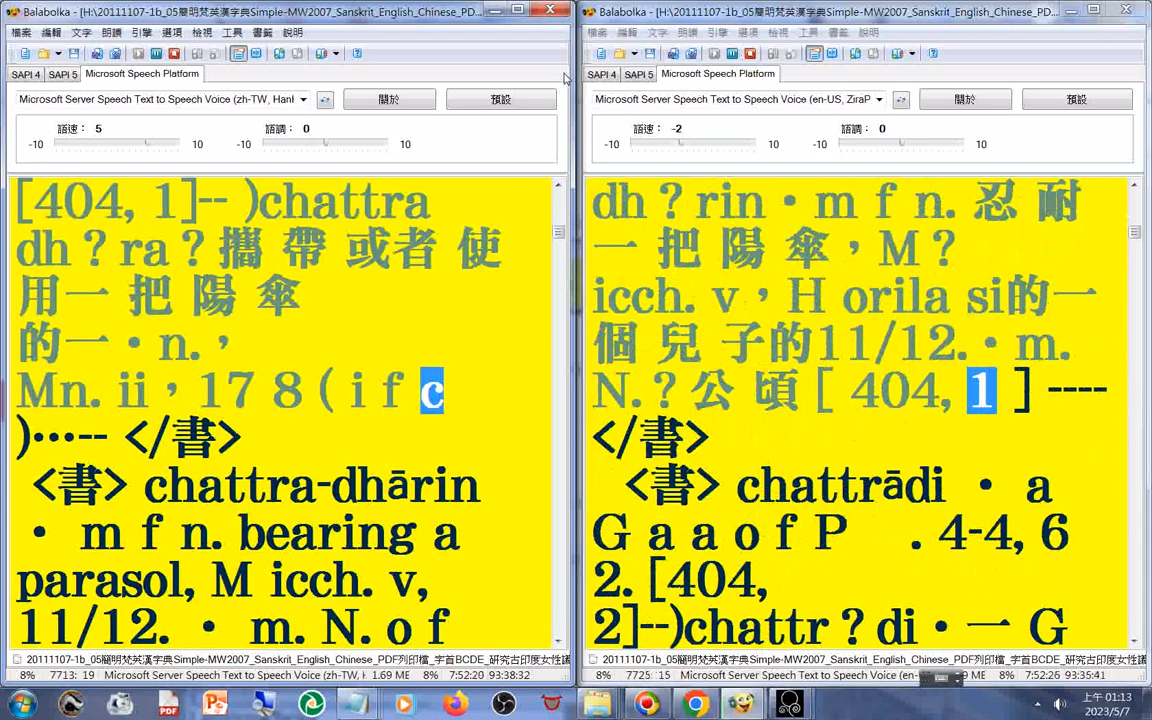 Balabolka - [H:\20111107-1b_05簡明梵英漢字典Simple-MW2007_Sanskrit_English_Chinese_PD...
檔案 編輯 文字 朗讀 引擎 選項 檢視 工具 書籤 說明
SAPI 4 SAPI 5 Microsoft Speech Platform
Microsoft Server Speech Text to Speech Voice (zh-TW, HanH
關於
預設
語速： 5
語調： 0
-10 10 -10 10
[404, 1]-- )chattra
dh？ra？攜 帶 或者 使
用一 把 陽 傘
的一・n.，
Mn. ii，17 8 ( i f c
)…-- </書>
<書> chattra-dhārin
・ m f n. bearing a
parasol, M icch. v,
11/12. ・ m. N. o f
20111107-1b_05簡明梵英漢字典Simple-MW2007_Sanskrit_English_Chinese_PDF列印檔_字首BCDE_研究古印度女性議
8% 7713: 19 Microsoft Server Speech Text to Speech Voice (zh-TW, H 1.69 ME 8% 7:52:20 93:38:32
Balabolka - [H:\20111107-1b_05簡明梵英漢字典Simple-MW2007_Sanskrit_English_Chinese_PDF...
檔案 編輯 文字 朗讀 引擎 選項 檢視 工具 書籤 說明
SAPI 4 SAPI 5 Microsoft Speech Platform
Microsoft Server Speech Text to Speech Voice (en-US, ZiraP
關於
預設
語速： -2
語調： 0
-10 10 -10 10
dh？rin・m f n. 忍 耐
一 把 陽 傘，M？
icch. v，H orila si的一
個 兒 子的11/12.・m.
N.？公 頃 [ 404, 1 ] ----
</書>
<書> chattrādi ・ a
G a a o f P . 4-4, 6
2. [404,
2]--)chattr？di・一 G
20111107-1b_05簡明梵英漢字典Simple-MW2007_Sanskrit_English_Chinese_PDF列印檔_字首BCDE_研究古印度女性議
8% 7725: 15 Microsoft Server Speech Text to Speech Voice 8% 7:52:20 93:35:41
上午 01:13
2023/5/7